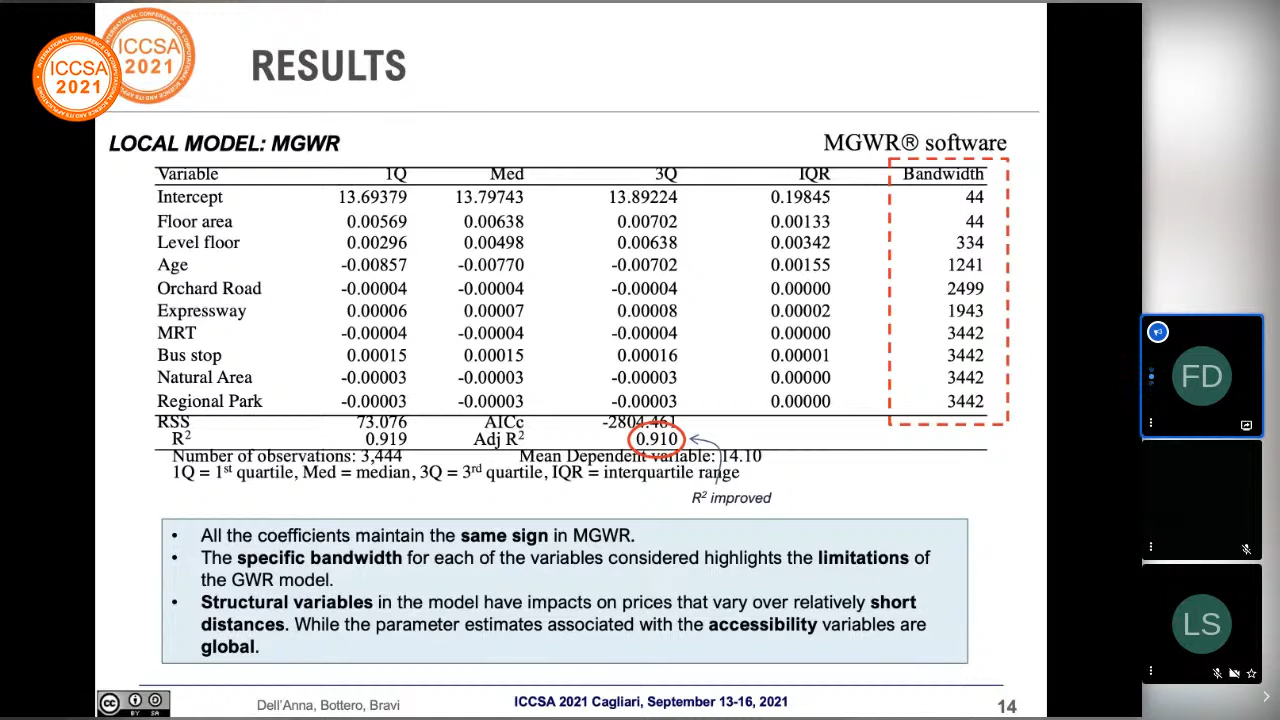 ICCSA
2021
ICCSA
2021
RESULTS
LOCAL MODEL: MGWR
MGWR® software
Variable 1Q Med 3Q IQR Bandwidth
Intercept 13.69379 13.79743 13.89224 0.19845 44
Floor area 0.00569 0.00638 0.00702 0.00133 44
Level floor 0.00296 0.00498 0.00638 0.00342 334
Age -0.00857 -0.00770 -0.00702 0.00155 1241
Orchard Road -0.00004 -0.00004 -0.00004 0.00000 2499
Expressway 0.00006 0.00007 0.00008 0.00002 1943
MRT -0.00004 -0.00004 -0.00004 0.00000 3442
Bus stop 0.00015 0.00015 0.00016 0.00001 3442
Natural Area -0.00003 -0.00003 -0.00003 0.00000 3442
Regional Park -0.00003 -0.00003 -0.00003 0.00000 3442
RSS 73.076 AICc -2804.461
R² 0.919 Adj R² 0.910
Number of observations: 3,444 Mean Dependent variable: 14.10
1Q = 1st quartile, Med = median, 3Q = 3rd quartile, IQR = interquartile range
R² improved
• All the coefficients maintain the same sign in MGWR.
• The specific bandwidth for each of the variables considered highlights the limitations of
the GWR model.
• Structural variables in the model have impacts on prices that vary over relatively short
distances. While the parameter estimates associated with the accessibility variables are
global.
cc BY SA
Dell'Anna, Bottero, Bravi
ICCSA 2021 Cagliari, September 13-16, 2021
14
FD
LS